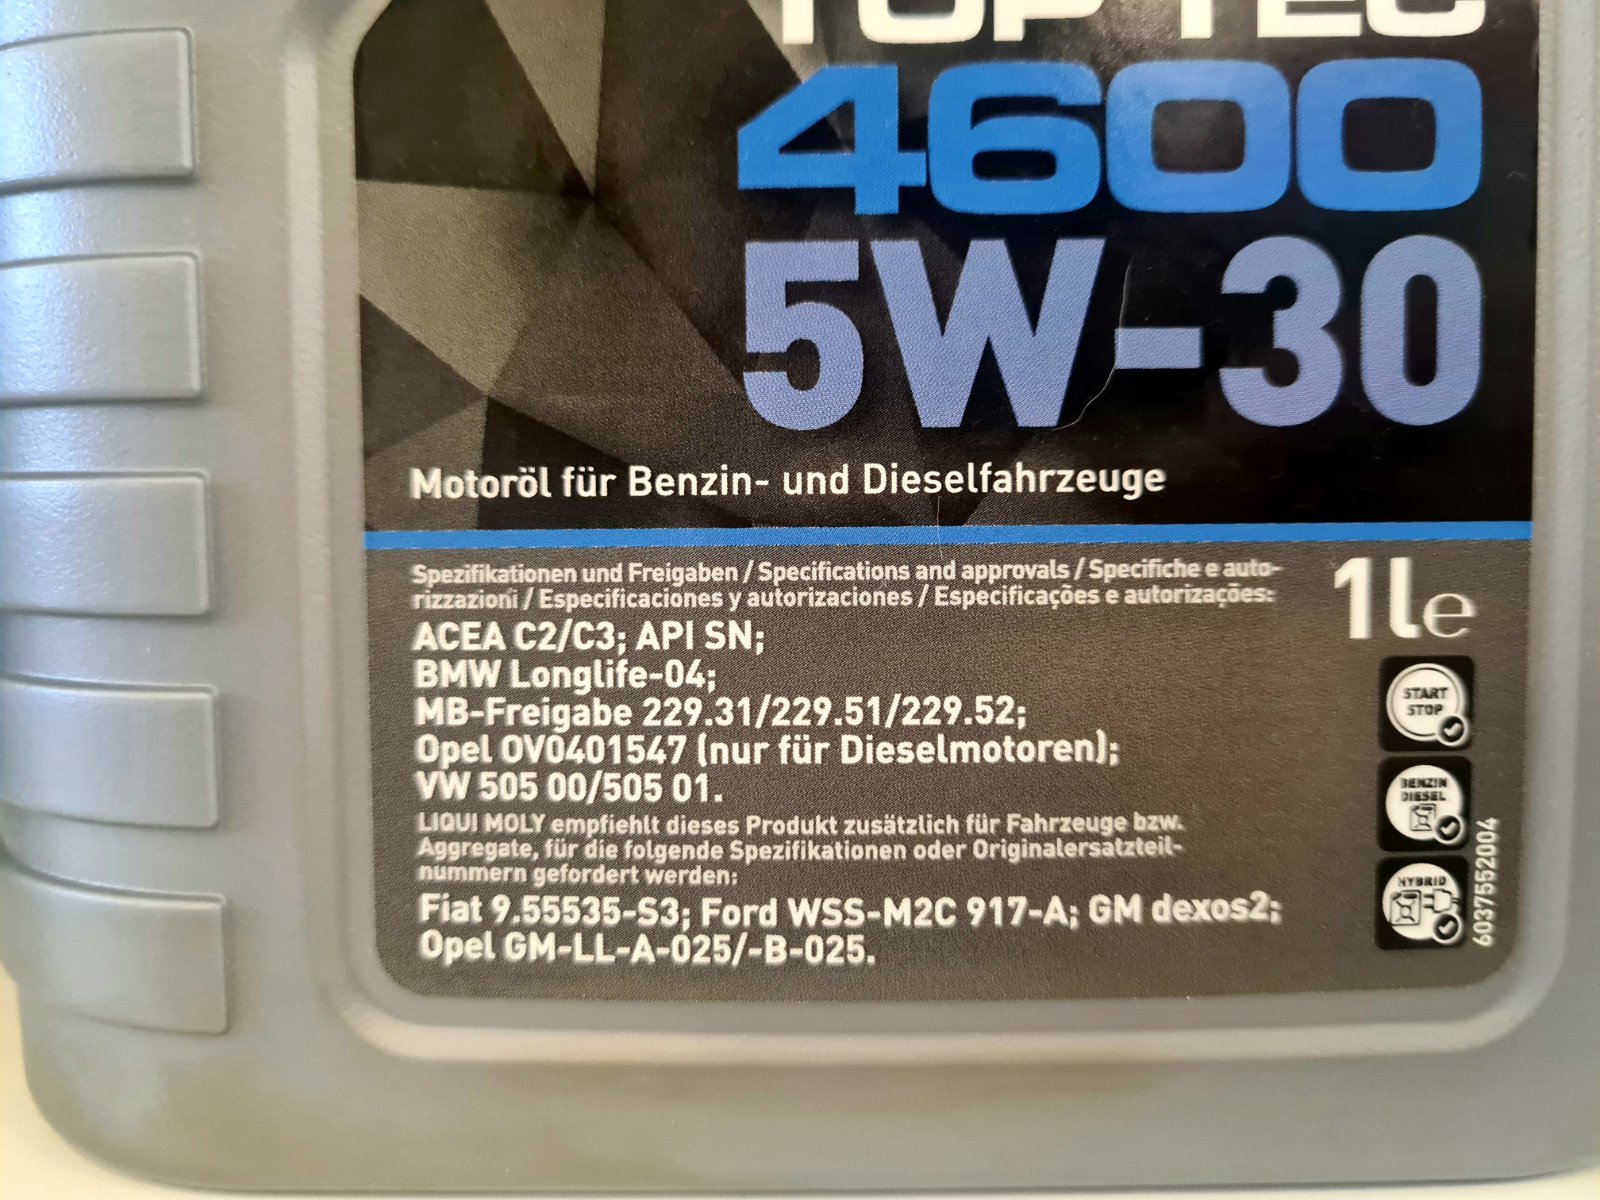 TOP TEC
4600
5W-30
Motoröl für Benzin- und Dieselfahrzeuge
Spezifikationen und Freigaben / Specifications and approvals / Specifiche e auto-
rizzazioni / Especificaciones y autorizaciones / Especificações e autorizações:
1l e
ACEA C2/C3; API SN;
BMW Longlife-04;
MB-Freigabe 229.31/229.51/229.52;
Opel OV0401547 (nur für Dieselmotoren);
VW 505 00/505 01.
LIQUI MOLY empfiehlt dieses Produkt zusätzlich für Fahrzeuge bzw.
Aggregate, für die folgende Spezifikationen oder Originalersatzteil-
nummern gefordert werden:
Fiat 9.55535-S3; Ford WSS-M2C 917-A; GM dexos2;
Opel GM-LL-A-025/-B-025.
START
STOP
BENZIN
DIESEL
HYBRID
6037552004